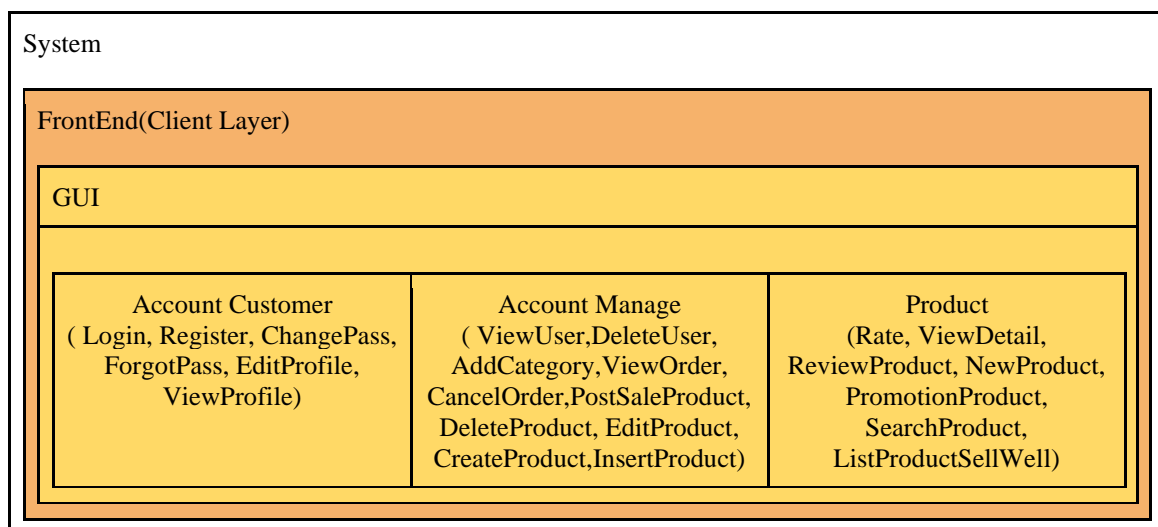 System
FrontEnd(Client Layer)
GUI
Account Customer
( Login, Register, ChangePass,
ForgotPass, EditProfile,
ViewProfile)
Account Manage
( ViewUser,DeleteUser,
AddCategory,ViewOrder,
CancelOrder,PostSaleProduct,
DeleteProduct, EditProduct,
CreateProduct,InsertProduct)
Product
(Rate, ViewDetail,
ReviewProduct, NewProduct,
PromotionProduct,
SearchProduct,
ListProductSellWell)